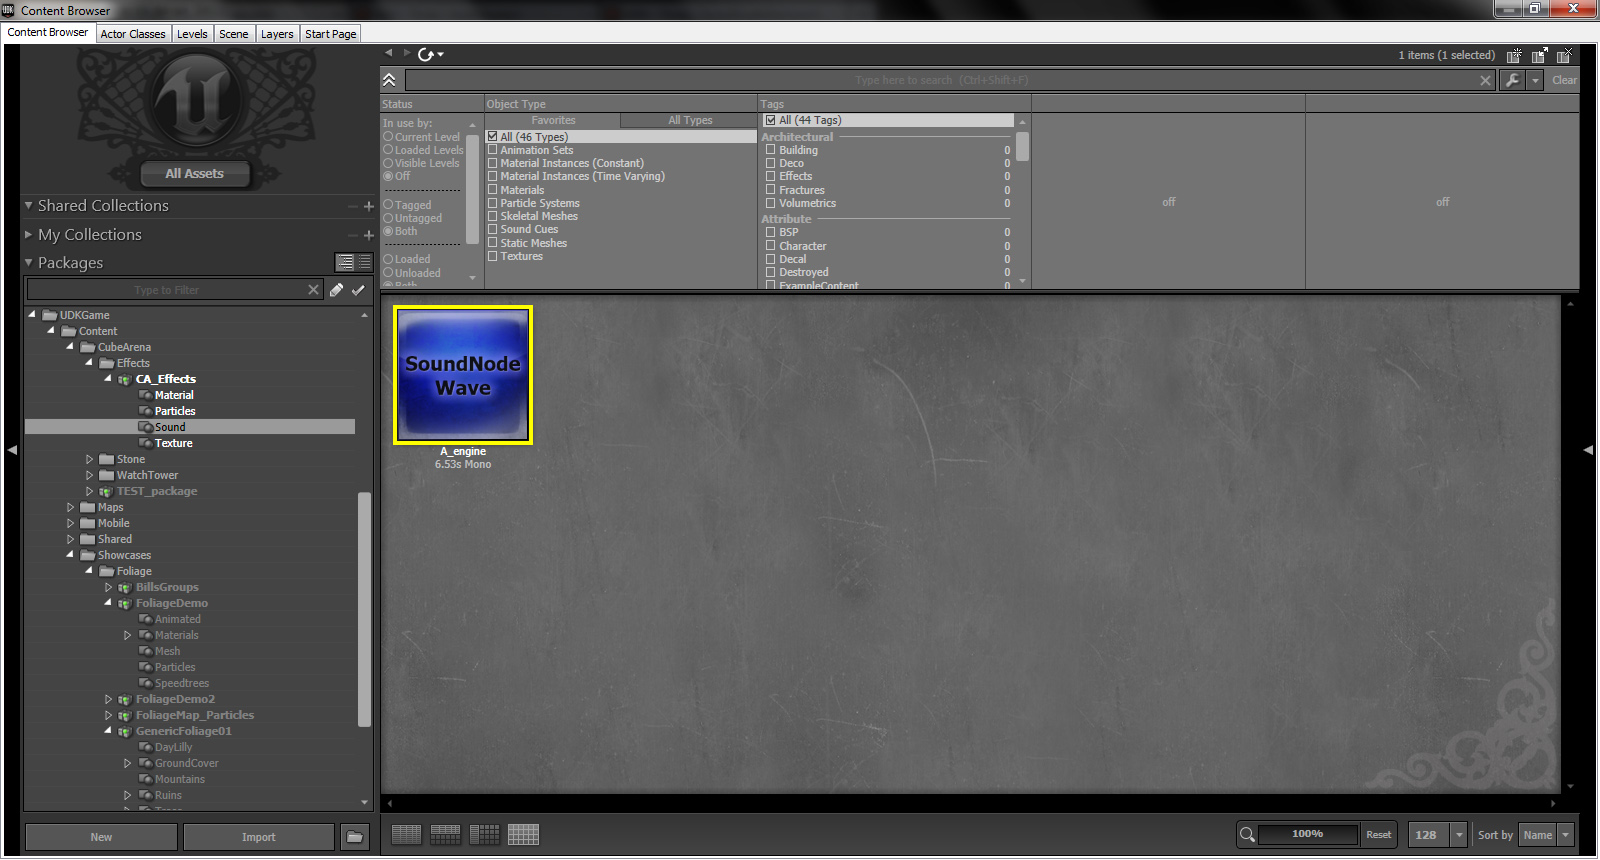 UDK Content Browser
Content Browser Actor Classes Levels Scene Layers Start Page
1 items (1 selected)
Type here to search (Ctrl+Shift+F) Clear
All Assets
Shared Collections
My Collections
Packages
Type to Filter
UDKGame
Content
CubeArena
Effects
CA_Effects
Material
Particles
Sound
Texture
Stone
WatchTower
TEST_package
Maps
Mobile
Shared
Showcases
Foliage
BillsGroups
FoliageDemo
Animated
Materials
Mesh
Particles
Speedtrees
FoliageDemo2
FoliageMap_Particles
GenericFoliage01
DayLilly
GroundCover
Mountains
Ruins
New Import
Status
In use by:
Current Level
Loaded Levels
Visible Levels
Off
Tagged
Untagged
Both
Loaded
Unloaded
Both
Object Type
Favorites All Types
All (46 Types)
Animation Sets
Material Instances (Constant)
Material Instances (Time Varying)
Materials
Particle Systems
Skeletal Meshes
Sound Cues
Static Meshes
Textures
Tags
All (44 Tags)
Architectural
Building 0
Deco 0
Effects 0
Fractures 0
Volumetrics 0
Attribute
BSP 0
Character 0
Decal 0
Destroyed 0
ExampleContent 0
off
off
SoundNode
Wave
A_engine
6.53s Mono
100% Reset 128 Sort by Name